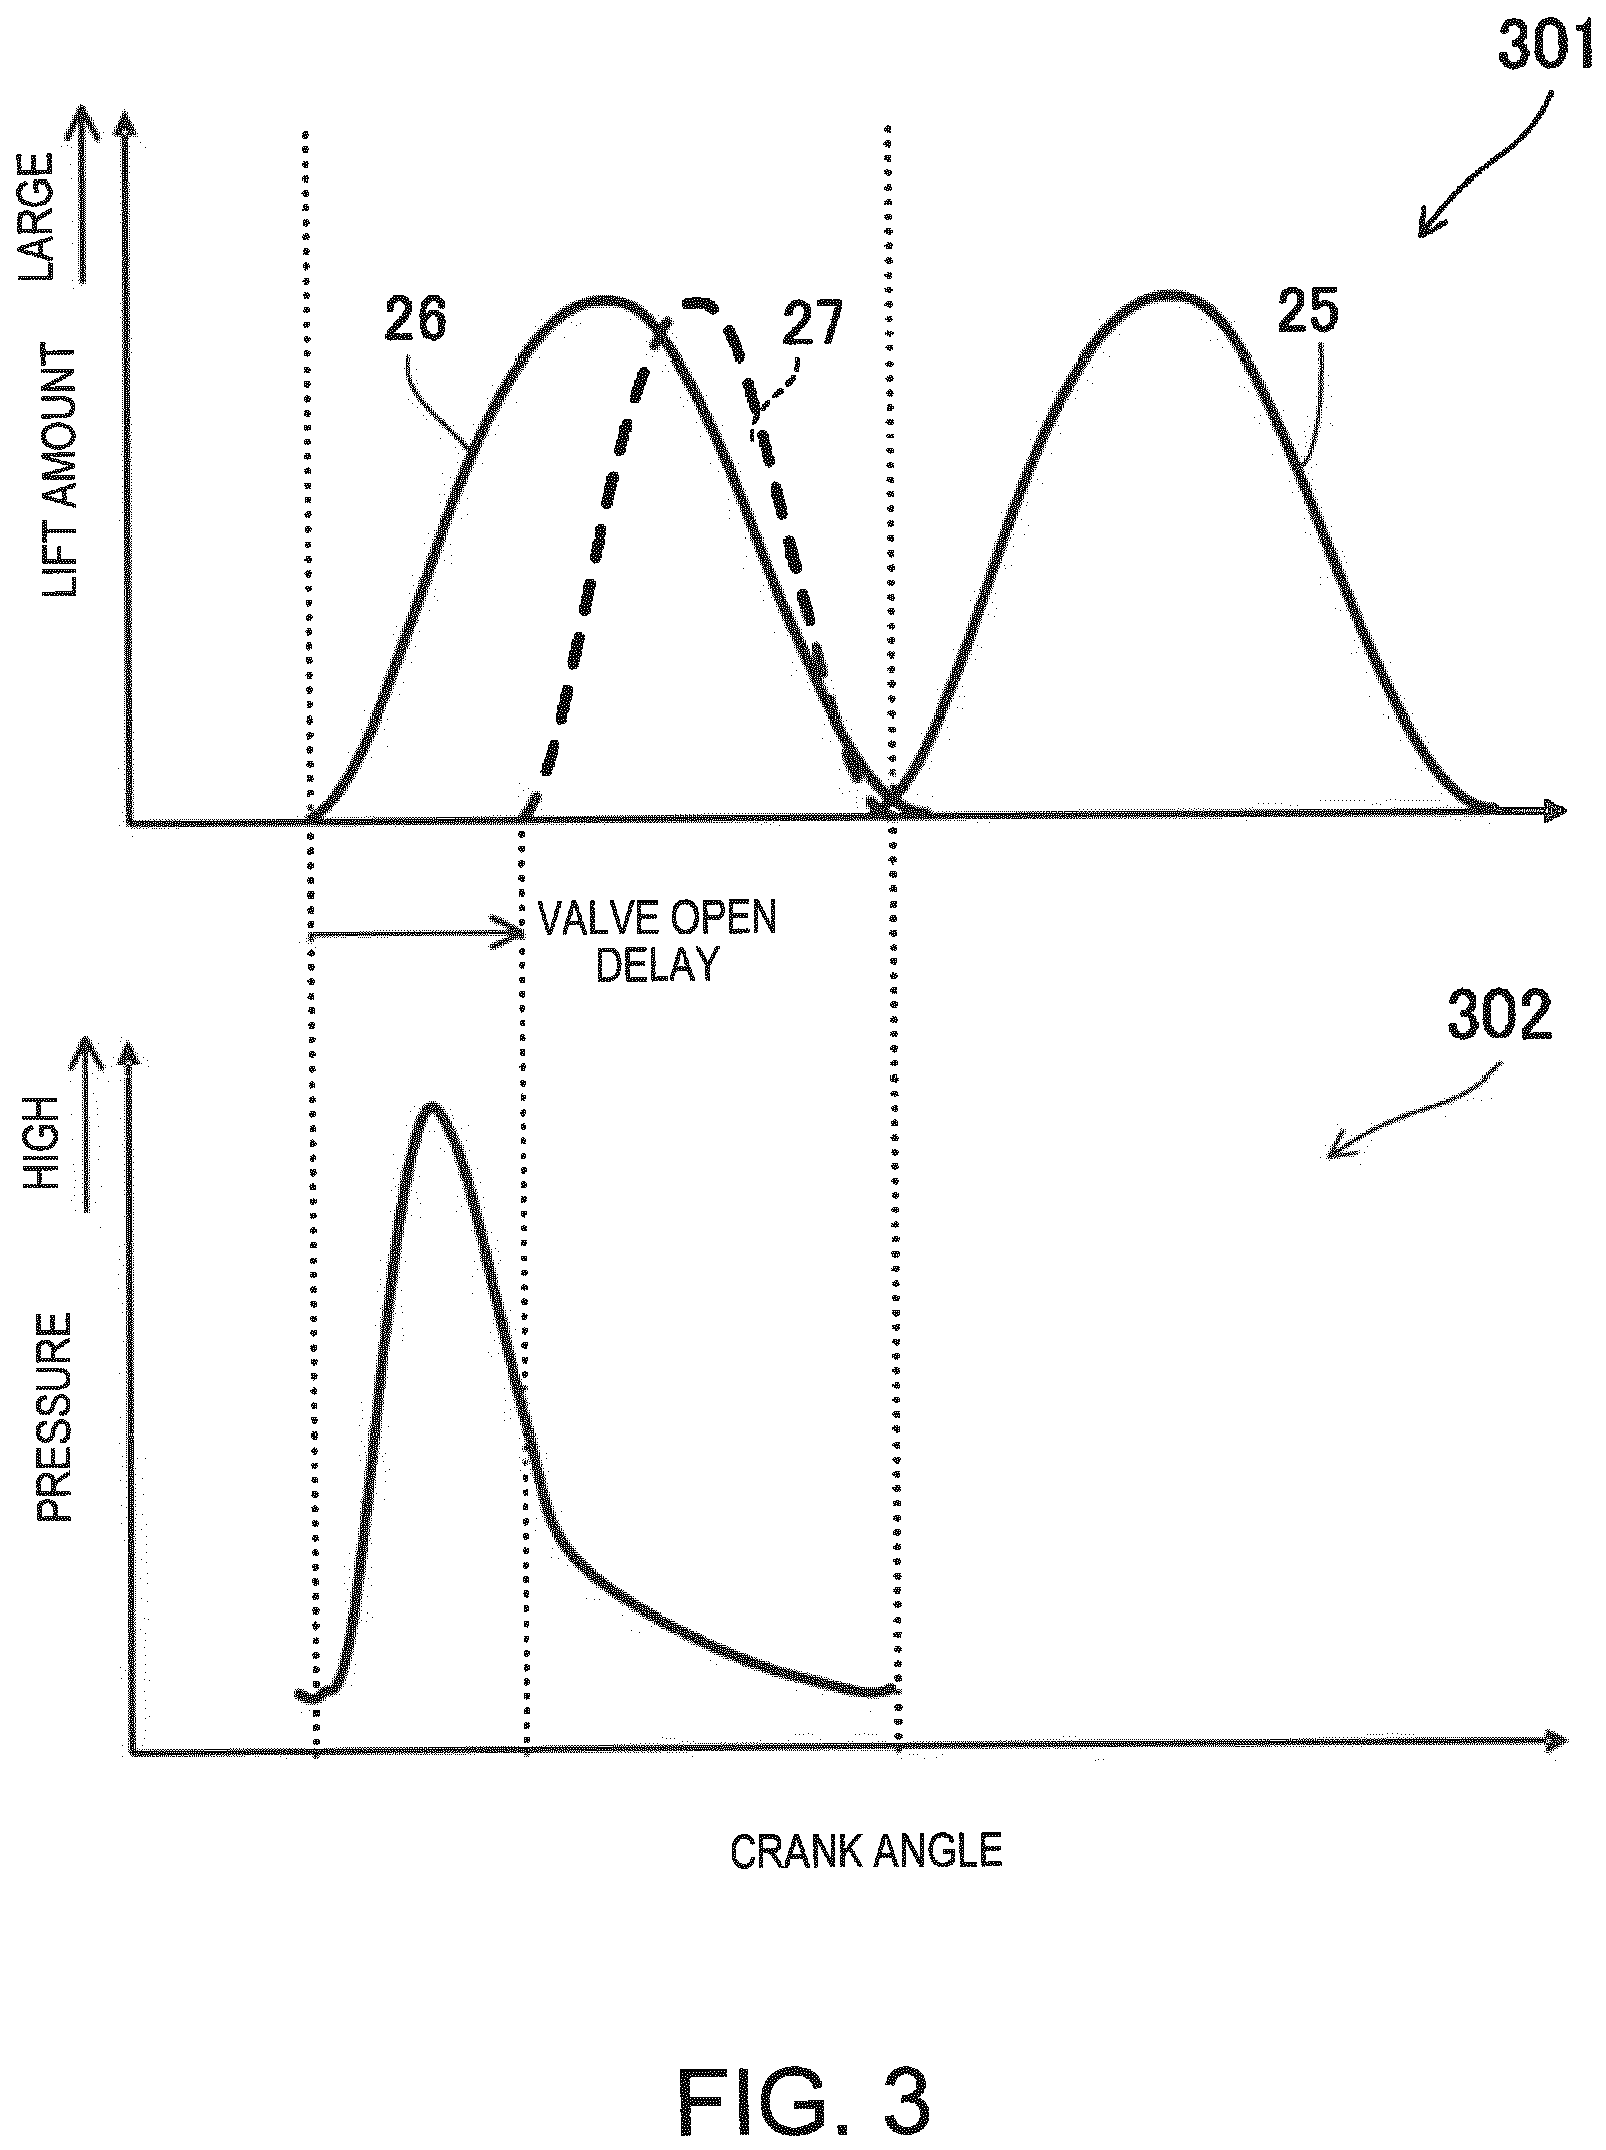 301
LARGE
LIFT AMOUNT
26
27
25
VALVE OPEN
DELAY
302
HIGH
PRESSURE
CRANK ANGLE
FIG. 3